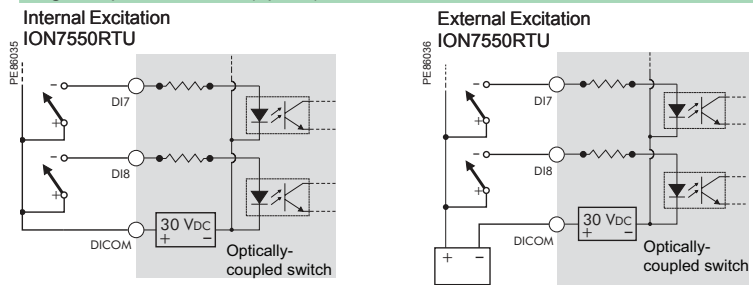 Internal Excitation
ION7550RTU
PE86035
-
DI7
+
-
DI8
+
30 VDC
+ -
DICOM
Optically-
coupled switch
External Excitation
ION7550RTU
PE86036
-
DI7
+
-
DI8
+
30 VDC
+ -
DICOM
+ -
Optically-
coupled switch